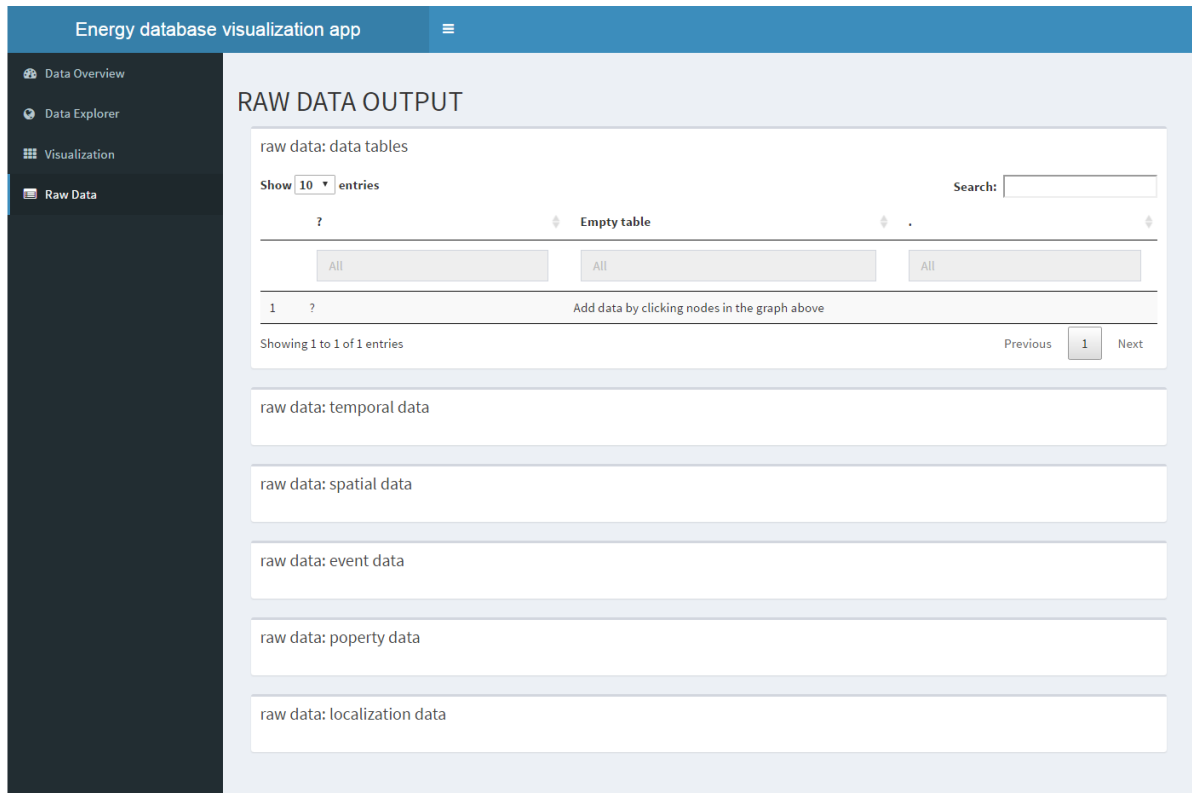 Energy database visualization app
Data Overview
Data Explorer
Visualization
Raw Data
RAW DATA OUTPUT
raw data: data tables
Show 10 entries Search:
? Empty table .
All All All
1 ? Add data by clicking nodes in the graph above
Showing 1 to 1 of 1 entries Previous 1 Next
raw data: temporal data
raw data: spatial data
raw data: event data
raw data: poperty data
raw data: localization data